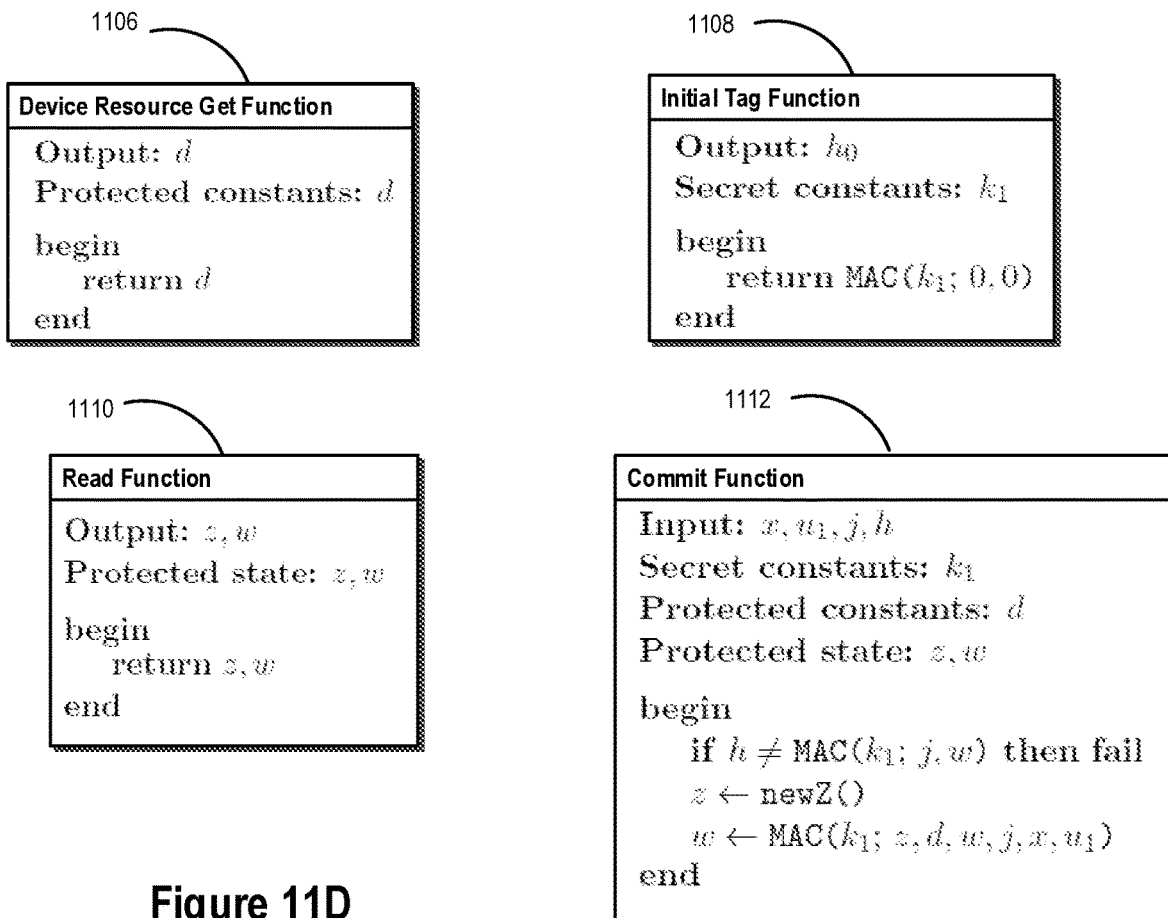 1106
Device Resource Get Function
Output: d
Protected constants: d
begin
return d
end
1108
Initial Tag Function
Output: h₀
Secret constants: k₁
begin
return MAC(k₁; 0,0)
end
1110
Read Function
Output: z, w
Protected state: z, w
begin
return z, w
end
1112
Commit Function
Input: x, u₁, j, h
Secret constants: k₁
Protected constants: d
Protected state: z, w
begin
if h ≠ MAC(k₁; j, w) then fail
z ← newZ()
w ← MAC(k₁; z, d, w, j, x, u₁)
end
Figure 11D